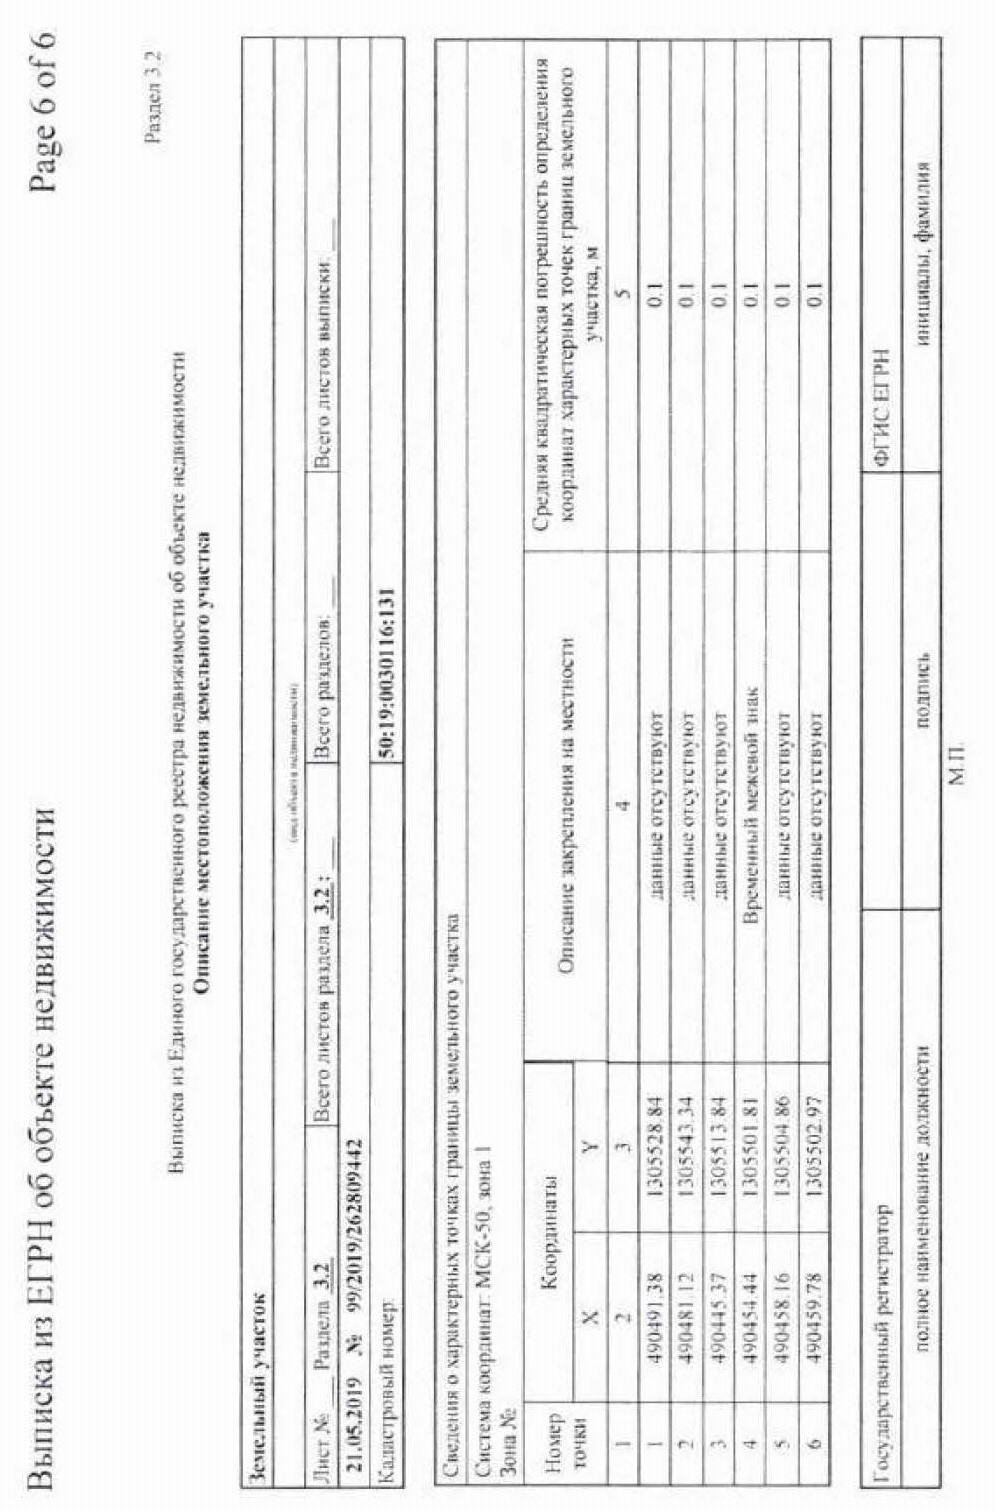 Выписка из ЕГРН об объекте недвижимости Page 6 of 6
Раздел 3.2
Выписка из Единого государственного реестра недвижимости об объекте недвижимости
Описание местоположения земельного участка
Земельный участок
(вид объекта недвижимости)
Лист № ___ Раздела 3.2 Всего листов раздела 3.2 : ___ Всего разделов: ___ Всего листов выписки: ___
21.05.2019 № 99/2019/262809442
Кадастровый номер: 50:19:0030116:131
Сведения о характерных точках границы земельного участка
Система координат: МСК-50, зона 1
Зона №
Номер точки Координаты Описание закрепления на местности Средняя квадратическая погрешность определения
координат характерных точек границ земельного
участка, м
X Y
1 2 3 4 5
1 490491.38 1305528.84 данные отсутствуют 0.1
2 490481.12 1305543.34 данные отсутствуют 0.1
3 490445.37 1305513.84 данные отсутствуют 0.1
4 490454.44 1305501.81 Временный межевой знак 0.1
5 490458.16 1305504.86 данные отсутствуют 0.1
6 490459.78 1305502.97 данные отсутствуют 0.1
Государственный регистратор ФГИС ЕГРН
полное наименование должности подпись инициалы, фамилия
М.П.